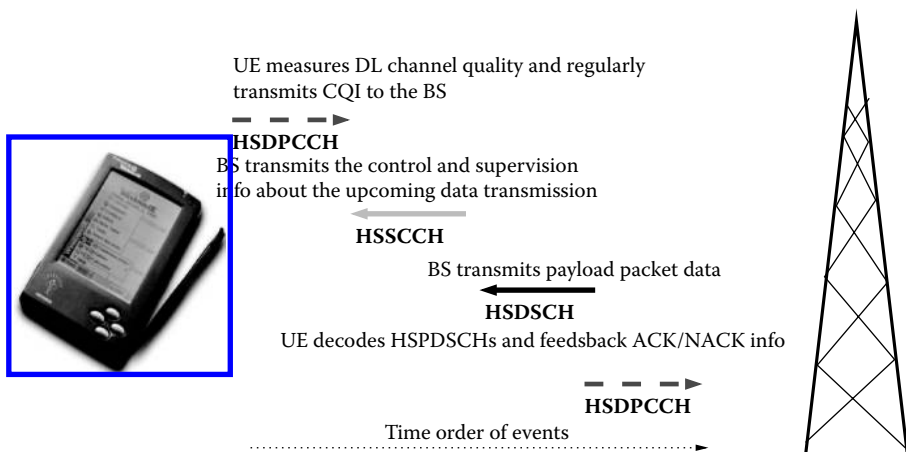 UE measures DL channel quality and regularly
transmits CQI to the BS
HSDPCCH
BS transmits the control and supervision
info about the upcoming data transmission
HSSCCH
BS transmits payload packet data
HSDSCH
UE decodes HSPDSCHs and feedsback ACK/NACK info
HSDPCCH
Time order of events